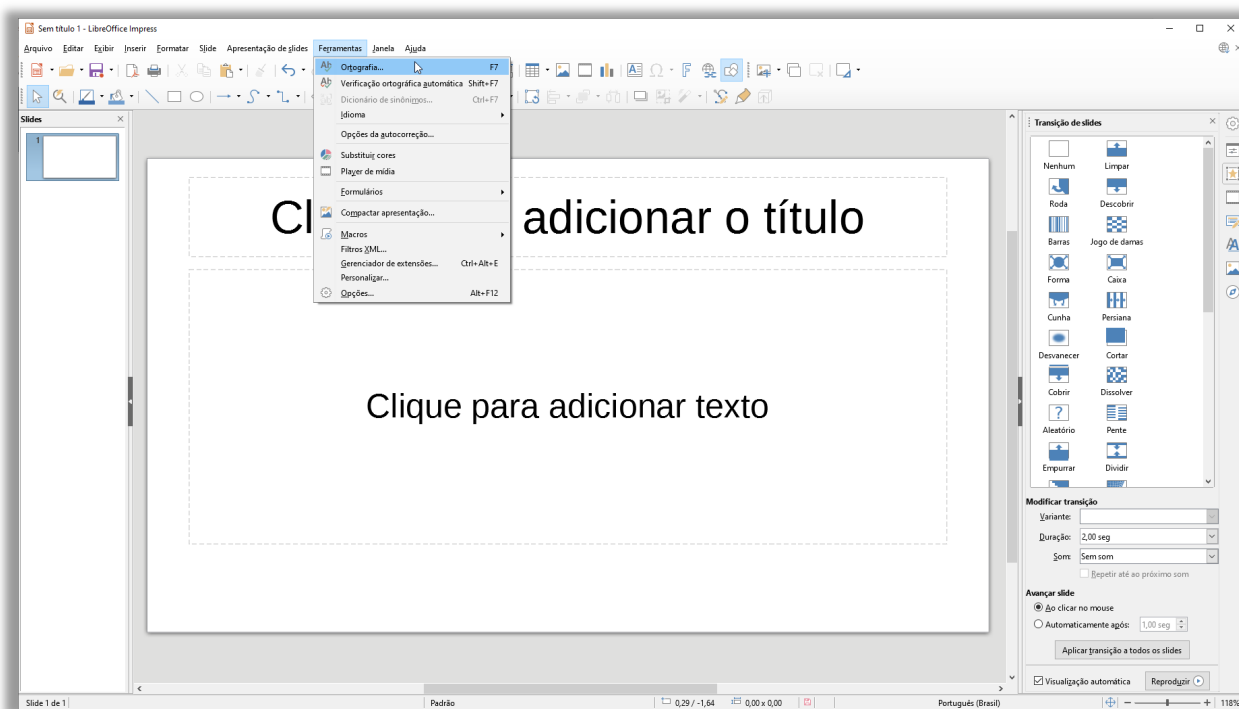 Sem título 1 - LibreOffice Impress
Arquivo Editar Exibir Inserir Formatar Slide Apresentação de slides Ferramentas Janela Ajuda
Ortografia... F7
Verificação ortográfica automática Shift+F7
Dicionário de sinônimos... Ctrl+F7
Idioma
Opções da autocorreção...
Substituir cores
Player de mídia
Formulários
Compactar apresentação...
Macros
Filtros XML...
Gerenciador de extensões... Ctrl+Alt+E
Personalizar...
Opções... Alt+F12
Slides
1
Cl adicionar o título
Clique para adicionar texto
Transição de slides
Nenhum Limpar
Roda Descobrir
Barras Jogo de damas
Forma Caixa
Cunha Persiana
Desvanecer Cortar
Cobrir Dissolver
Aleatório Pente
Empurrar Dividir
Modificar transição
Variante:
Duração: 2,00 seg
Som: Sem som
Repetir até ao próximo som
Avançar slide
Ao clicar no mouse
Automaticamente após: 1,00 seg
Aplicar transição a todos os slides
Visualização automática Reproduzir
Slide 1 de 1 Padrão 0,29 / -1,64 0,00 x 0,00 Português (Brasil) 118%